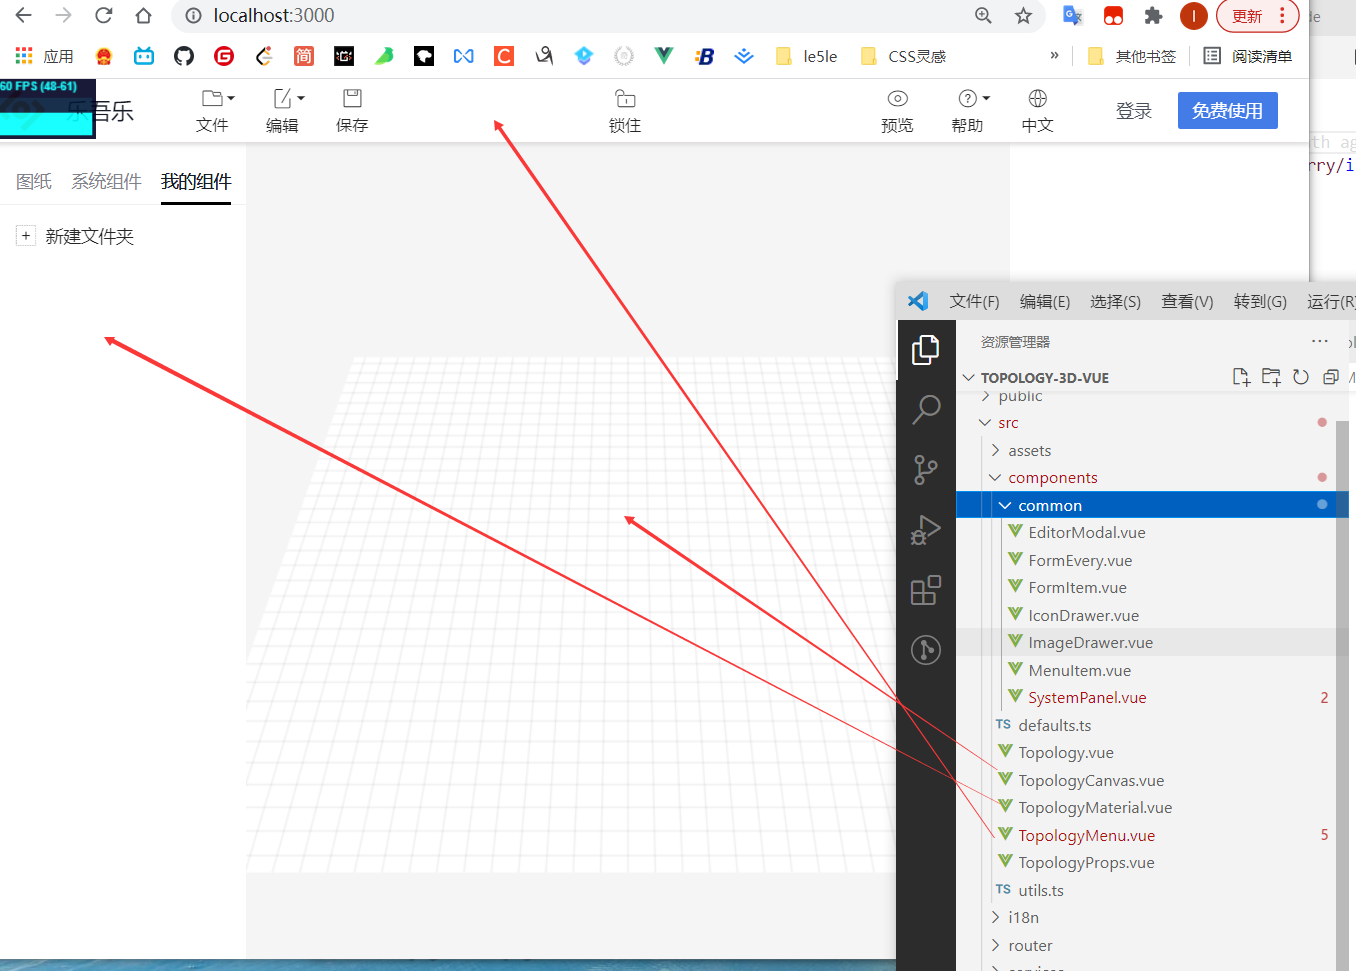 localhost:3000
更新
de
应用
le5le
CSS灵感
»
其他书签
阅读清单
60 FPS (48-61)
乐吾乐
文件
编辑
保存
锁住
预览
帮助
中文
登录
免费使用
th ag
rry/i
图纸
系统组件
我的组件
+ 新建文件夹
文件(F)
编辑(E)
选择(S)
查看(V)
转到(G)
运行(R)
资源管理器
···
TOPOLOGY-3D-VUE
public
src
assets
components
common
EditorModal.vue
FormEvery.vue
FormItem.vue
IconDrawer.vue
ImageDrawer.vue
MenuItem.vue
SystemPanel.vue 2
TS defaults.ts
Topology.vue
TopologyCanvas.vue
TopologyMaterial.vue
TopologyMenu.vue 5
TopologyProps.vue
TS utils.ts
i18n
router
services